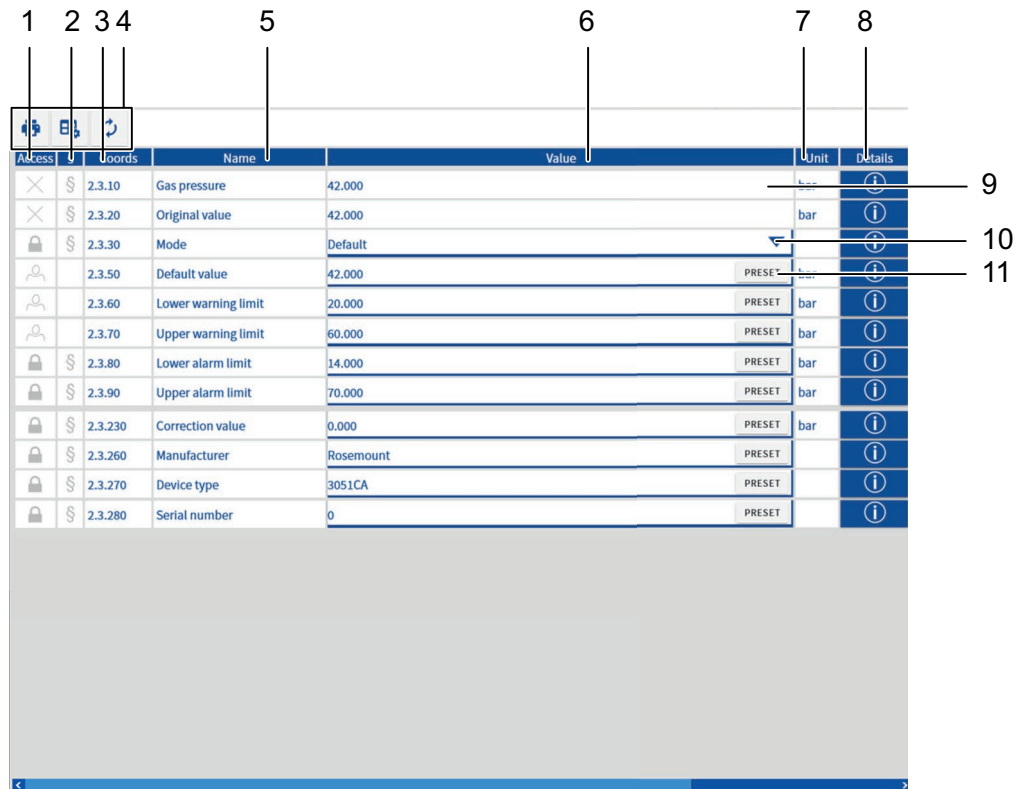 1 2 3 4 5 6 7 8
Access § Coords Name Value Unit Details
§ 2.3.10 Gas pressure 42.000 bar 9
§ 2.3.20 Original value 42.000 bar
§ 2.3.30 Mode Default 10
2.3.50 Default value 42.000 PRESET bar 11
2.3.60 Lower warning limit 20.000 PRESET bar
2.3.70 Upper warning limit 60.000 PRESET bar
§ 2.3.80 Lower alarm limit 14.000 PRESET bar
§ 2.3.90 Upper alarm limit 70.000 PRESET bar
§ 2.3.230 Correction value 0.000 PRESET bar
§ 2.3.260 Manufacturer Rosemount PRESET
§ 2.3.270 Device type 3051CA PRESET
§ 2.3.280 Serial number 0 PRESET